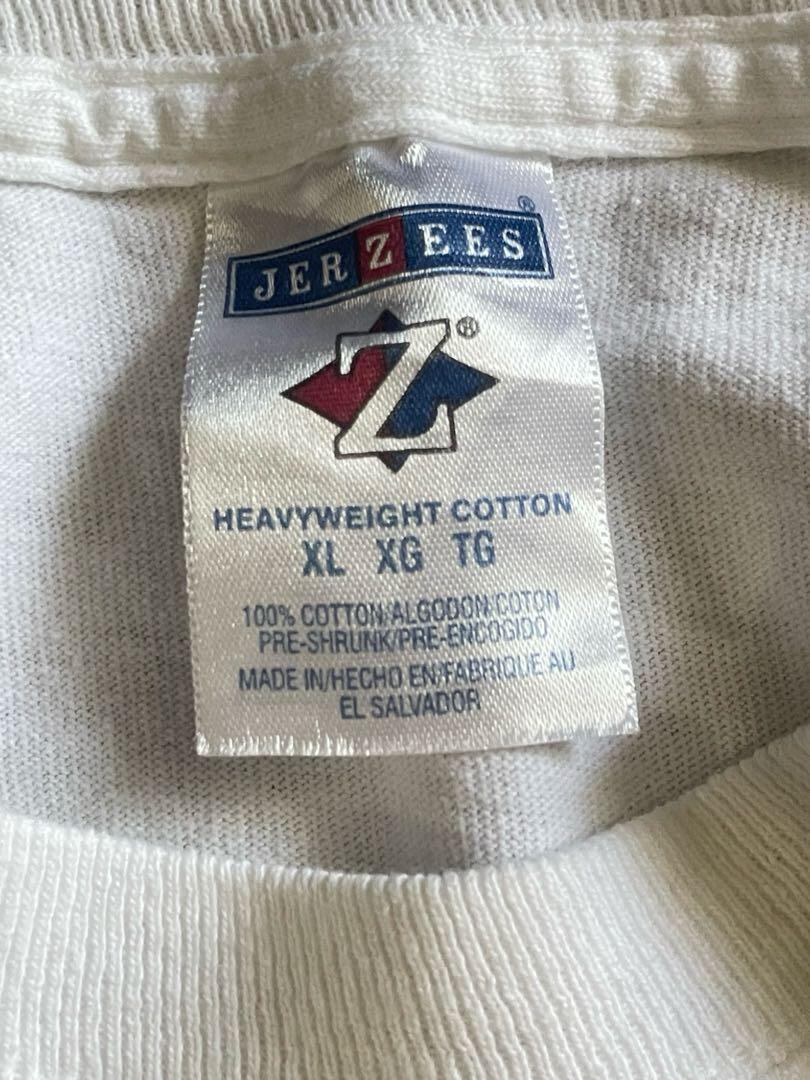 JERZEES®
Z®
HEAVYWEIGHT COTTON
XL XG TG
100% COTTON/ALGODON/COTON
PRE-SHRUNK/PRE-ENCOGIDO
MADE IN/HECHO EN/FABRIQUE AU
EL SALVADOR